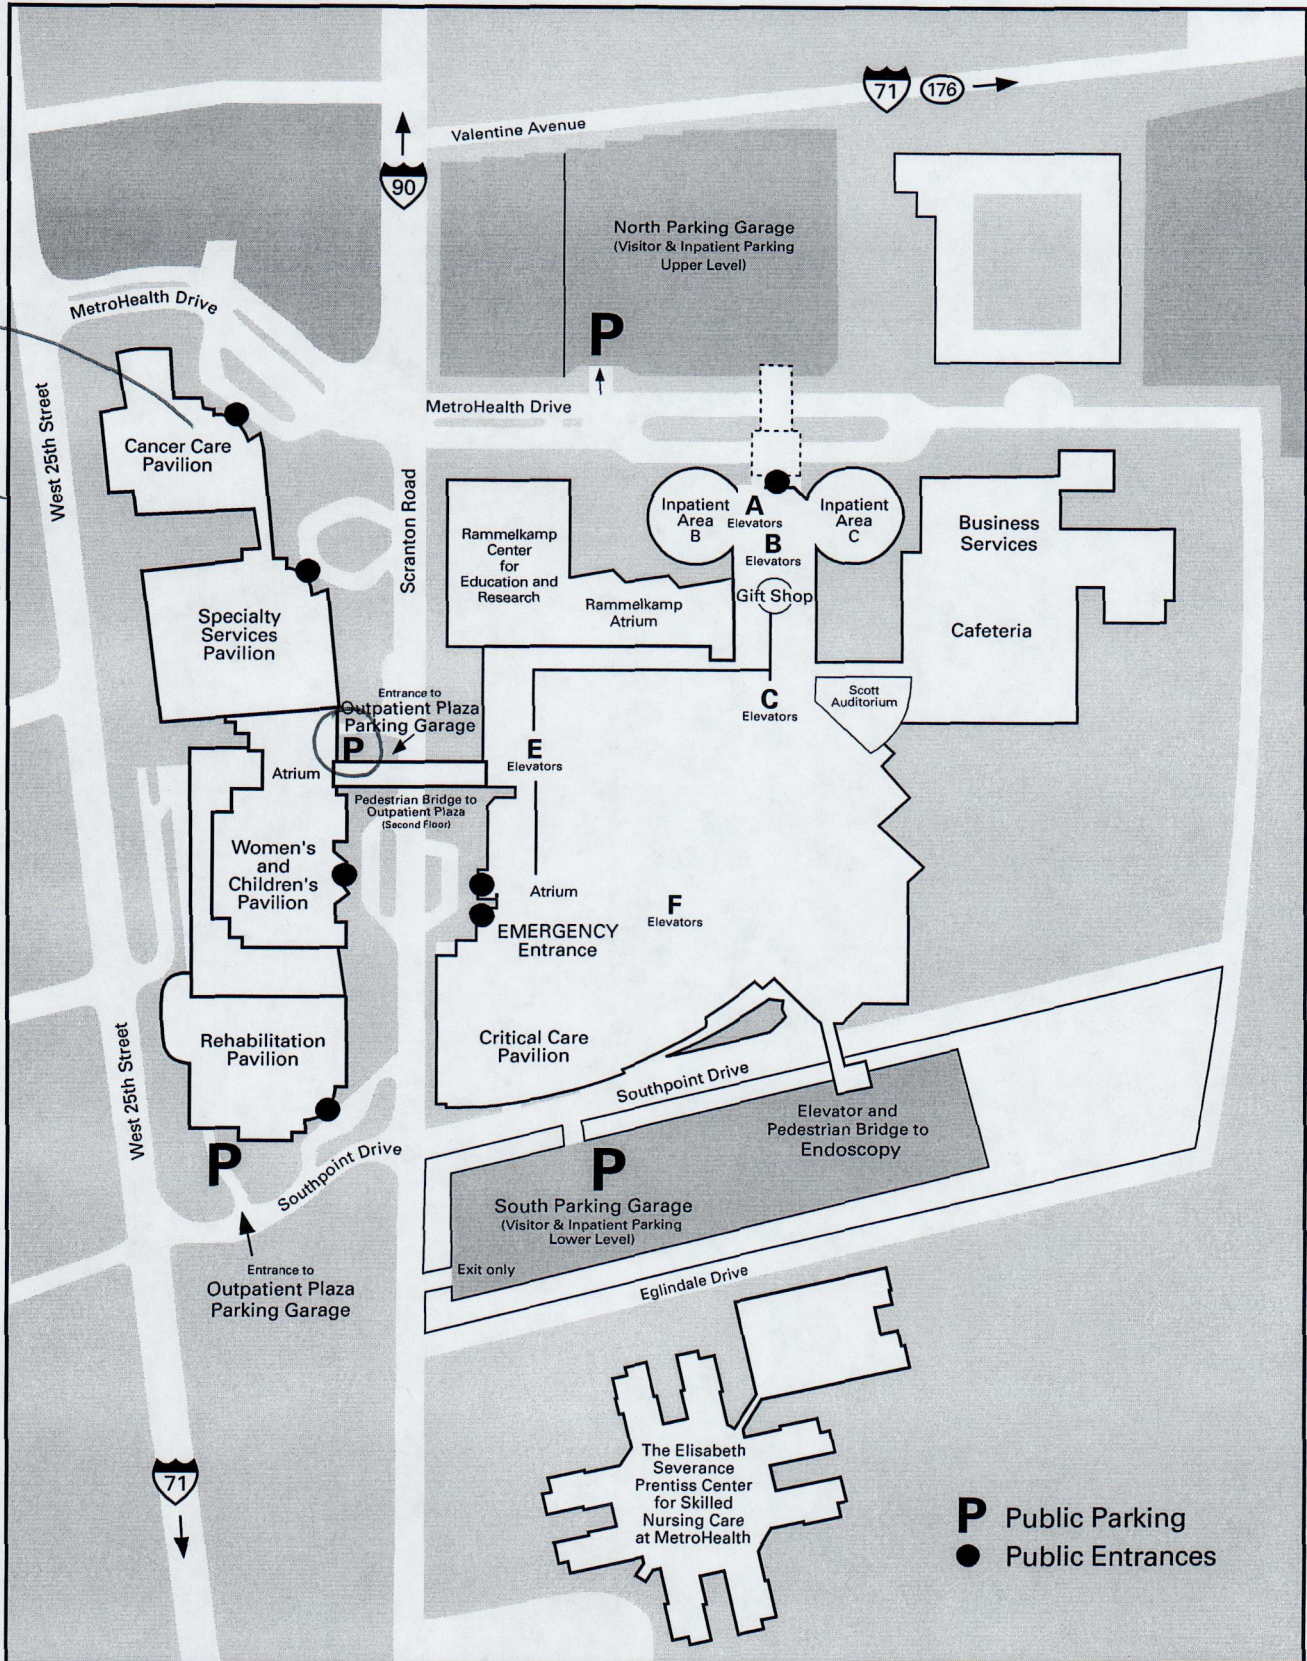 71
176
Valentine Avenue
90
North Parking Garage
(Visitor & Inpatient Parking
Upper Level)
P
MetroHealth Drive
MetroHealth Drive
West 25th Street
Scranton Road
Cancer Care
Pavilion
Specialty
Services
Pavilion
Rammelkamp
Center
for
Education and
Research
Rammelkamp
Atrium
Inpatient
Area
B
A
Elevators
B
Elevators
Inpatient
Area
C
Gift Shop
Business
Services
Cafeteria
Scott
Auditorium
C
Elevators
Entrance to
Outpatient Plaza
Parking Garage
P
E
Elevators
Atrium
Pedestrian Bridge to
Outpatient Plaza
(Second Floor)
Women's
and
Children's
Pavilion
Atrium
F
Elevators
EMERGENCY
Entrance
Rehabilitation
Pavilion
Critical Care
Pavilion
West 25th Street
Southpoint Drive
Southpoint Drive
Elevator and
Pedestrian Bridge to
Endoscopy
P
P
South Parking Garage
(Visitor & Inpatient Parking
Lower Level)
Exit only
Eglindale Drive
Entrance to
Outpatient Plaza
Parking Garage
71
The Elisabeth
Severance
Prentiss Center
for Skilled
Nursing Care
at MetroHealth
P Public Parking
Public Entrances